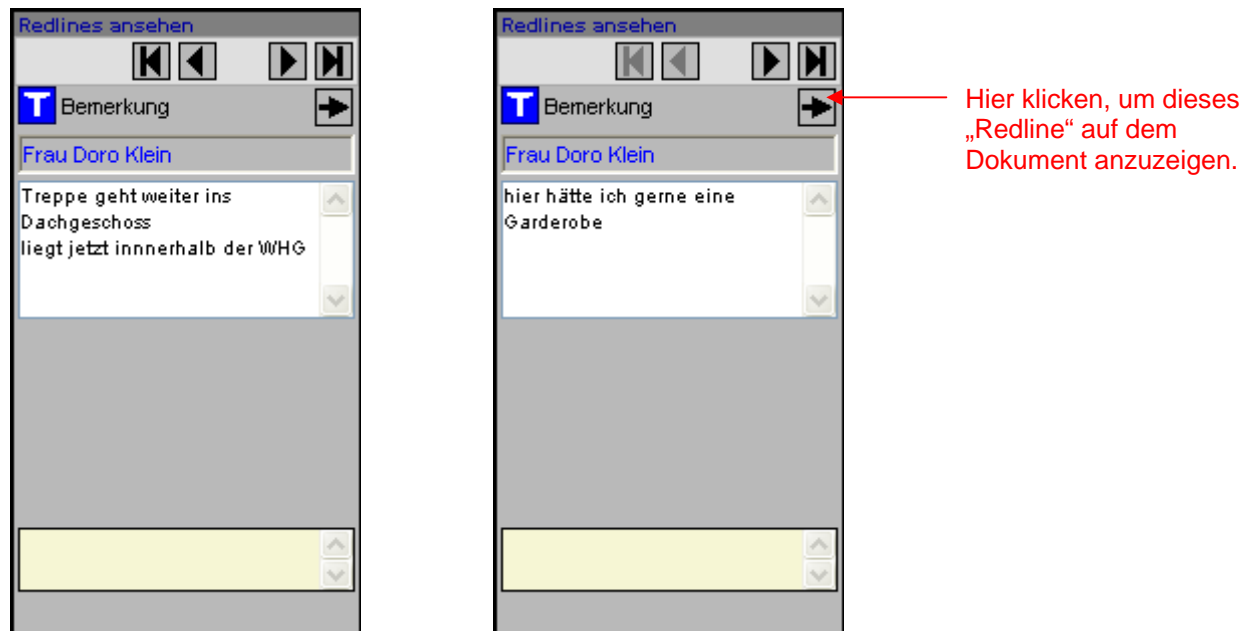 Redlines ansehen
T Bemerkung
Frau Doro Klein
Treppe geht weiter ins
Dachgeschoss
liegt jetzt innnerhalb der WHG
Redlines ansehen
T Bemerkung
Frau Doro Klein
hier hätte ich gerne eine
Garderobe
Hier klicken, um dieses
„Redline“ auf dem
Dokument anzuzeigen.